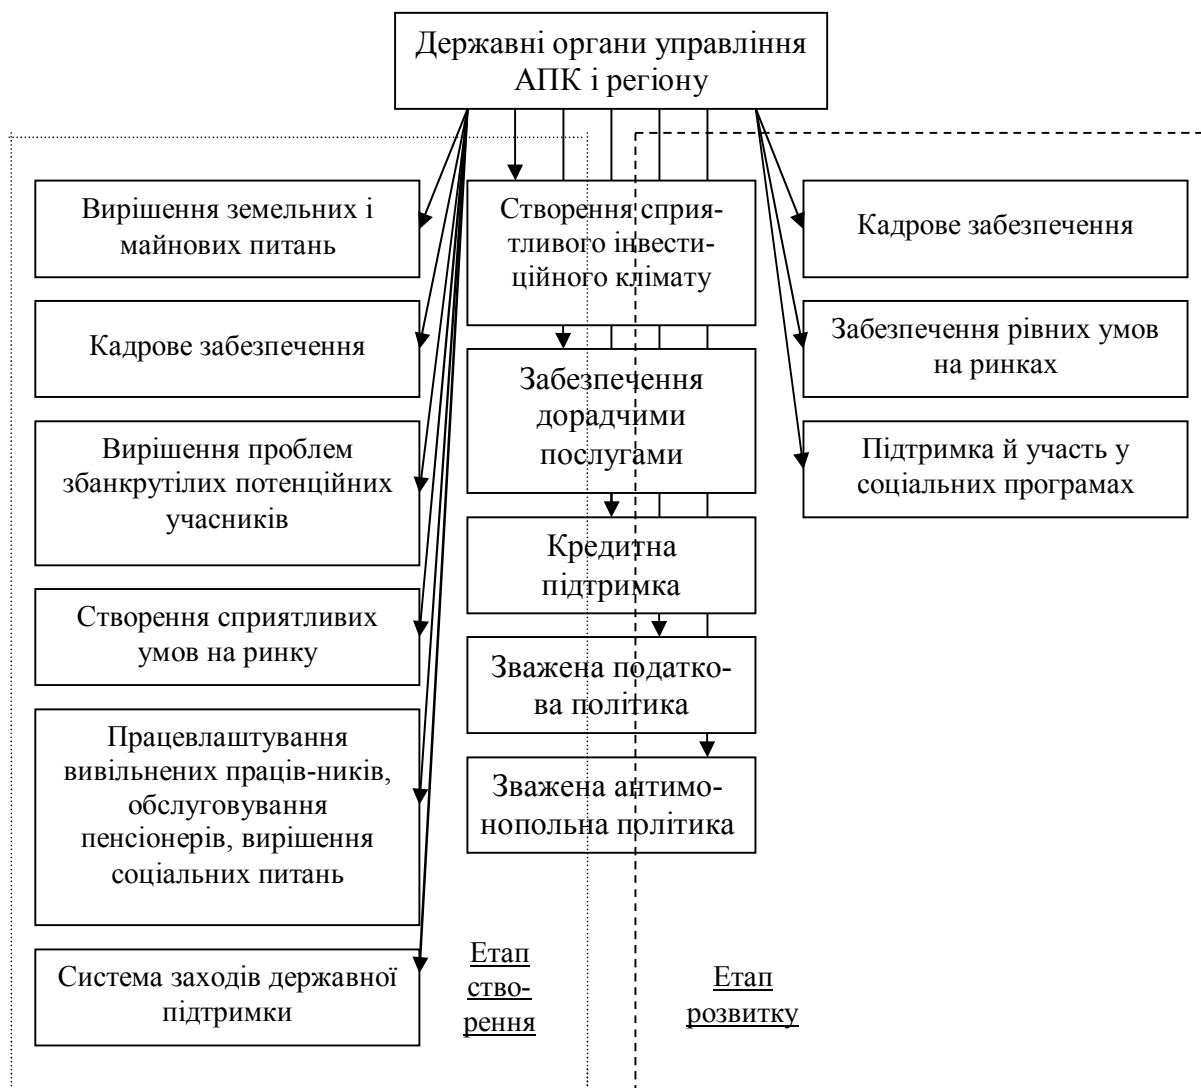 Державні органи управління
АПК і регіону
Вирішення земельних і
майнових питань
Кадрове забезпечення
Вирішення проблем
збанкрутілих потенційних
учасників
Створення сприятливих
умов на ринку
Працевлаштування
вивільнених праців-ників,
обслуговування
пенсіонерів, вирішення
соціальних питань
Система заходів державної
підтримки
Створення сприя-
тливого інвести-
ційного клімату
Забезпечення
дорадчими
послугами
Кредитна
підтримка
Зважена податко-
ва політика
Зважена антимо-
нопольна політика
Кадрове забезпечення
Забезпечення рівних умов
на ринках
Підтримка й участь у
соціальних програмах
Етап
ство-
рення
Етап
розвитку